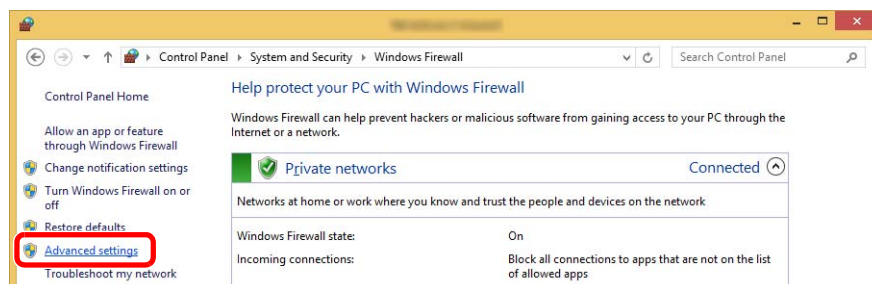 Control Panel ▸ System and Security ▸ Windows Firewall
Search Control Panel
Control Panel Home
Allow an app or feature
through Windows Firewall
Change notification settings
Turn Windows Firewall on or
off
Restore defaults
Advanced settings
Troubleshoot my network
Help protect your PC with Windows Firewall
Windows Firewall can help prevent hackers or malicious software from gaining access to your PC through the
Internet or a network.
Private networks
Connected
Networks at home or work where you know and trust the people and devices on the network
Windows Firewall state:
On
Incoming connections:
Block all connections to apps that are not on the list
of allowed apps